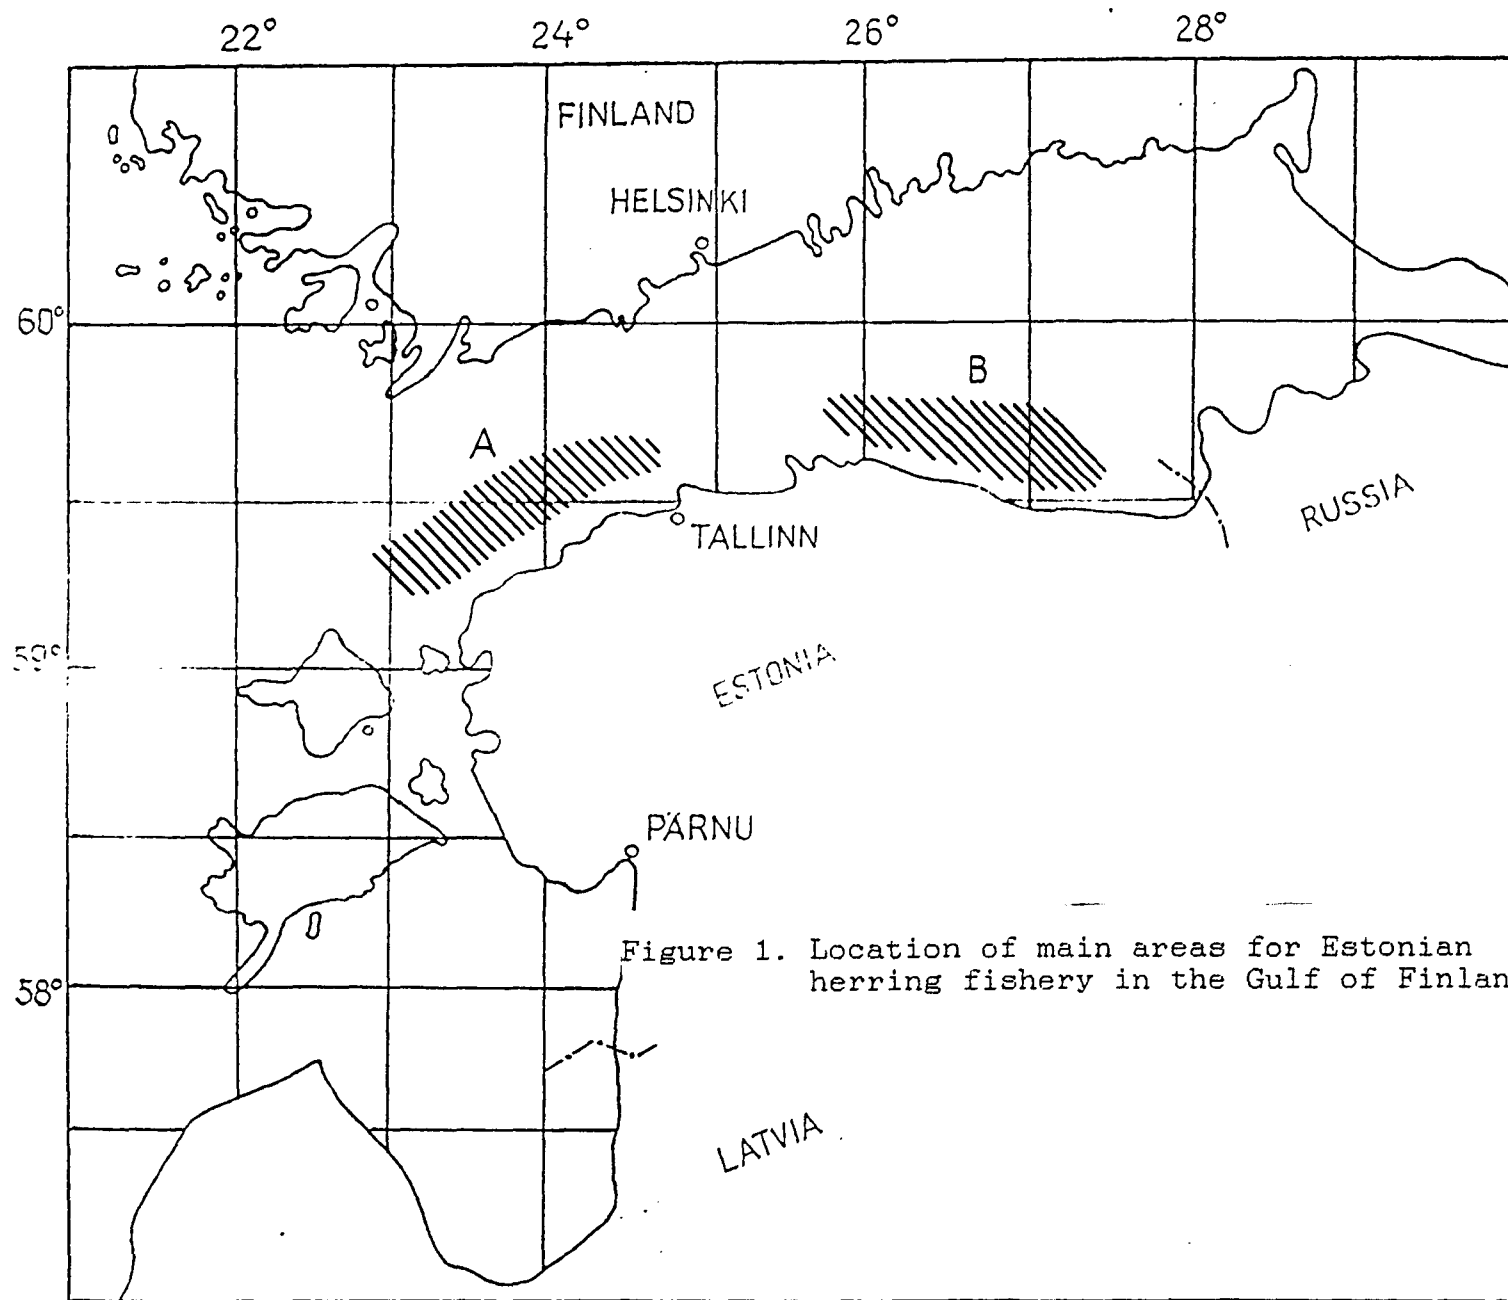 22° 24° 26° 28°
FINLAND
HELSINKI
60°
B
A
TALLINN
RUSSIA
59°
ESTONIA
PÄRNU
Figure 1. Location of main areas for Estonian
herring fishery in the Gulf of Finlan
58°
LATVIA